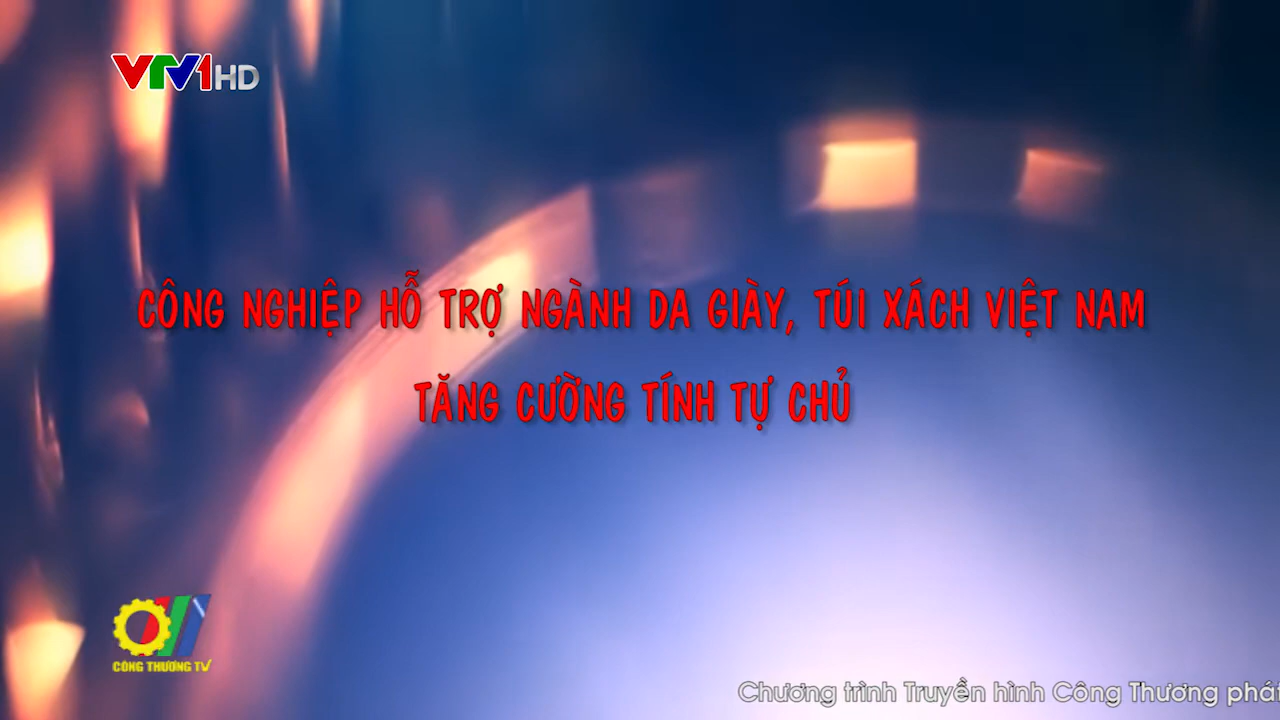 VTV1HD
CÔNG NGHIỆP HỖ TRỢ NGÀNH DA GIÀY, TÚI XÁCH VIỆT NAM
TĂNG CƯỜNG TÍNH TỰ CHỦ
CÔNG THƯƠNG TV
Chương trình Truyền hình Công Thương phát